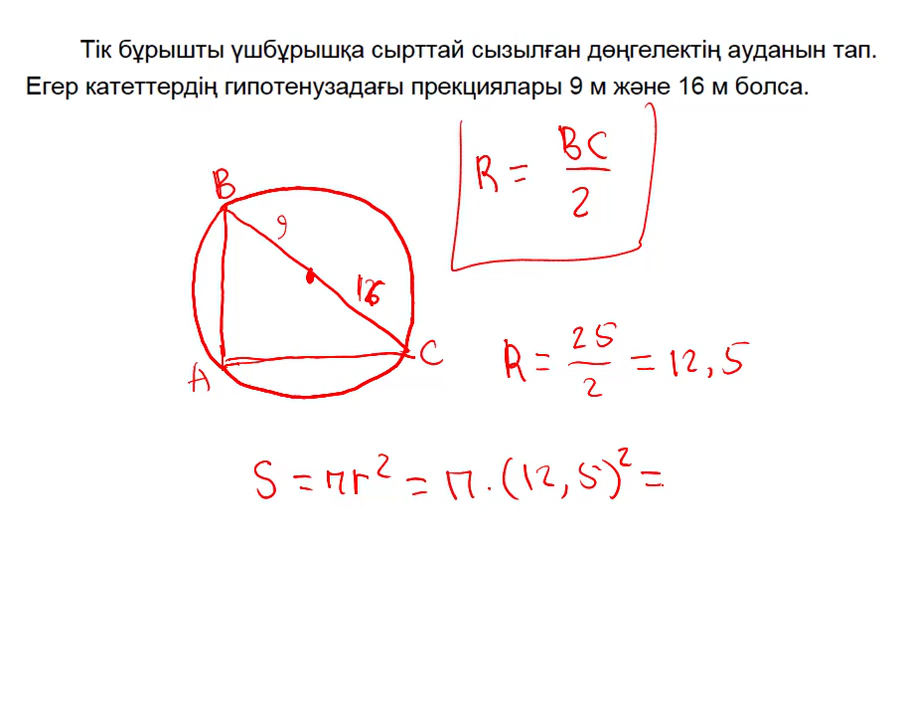 Тік бұрышты үшбұрышқа сырттай сызылған дөңгелектің ауданын тап.
Егер катеттердің гипотенузадағы прекциялары 9 м және 16 м болса.
R = BC/2
B
9
16
A
C
R = 25/2 = 12,5
S = πr² = π·(12,5)² =